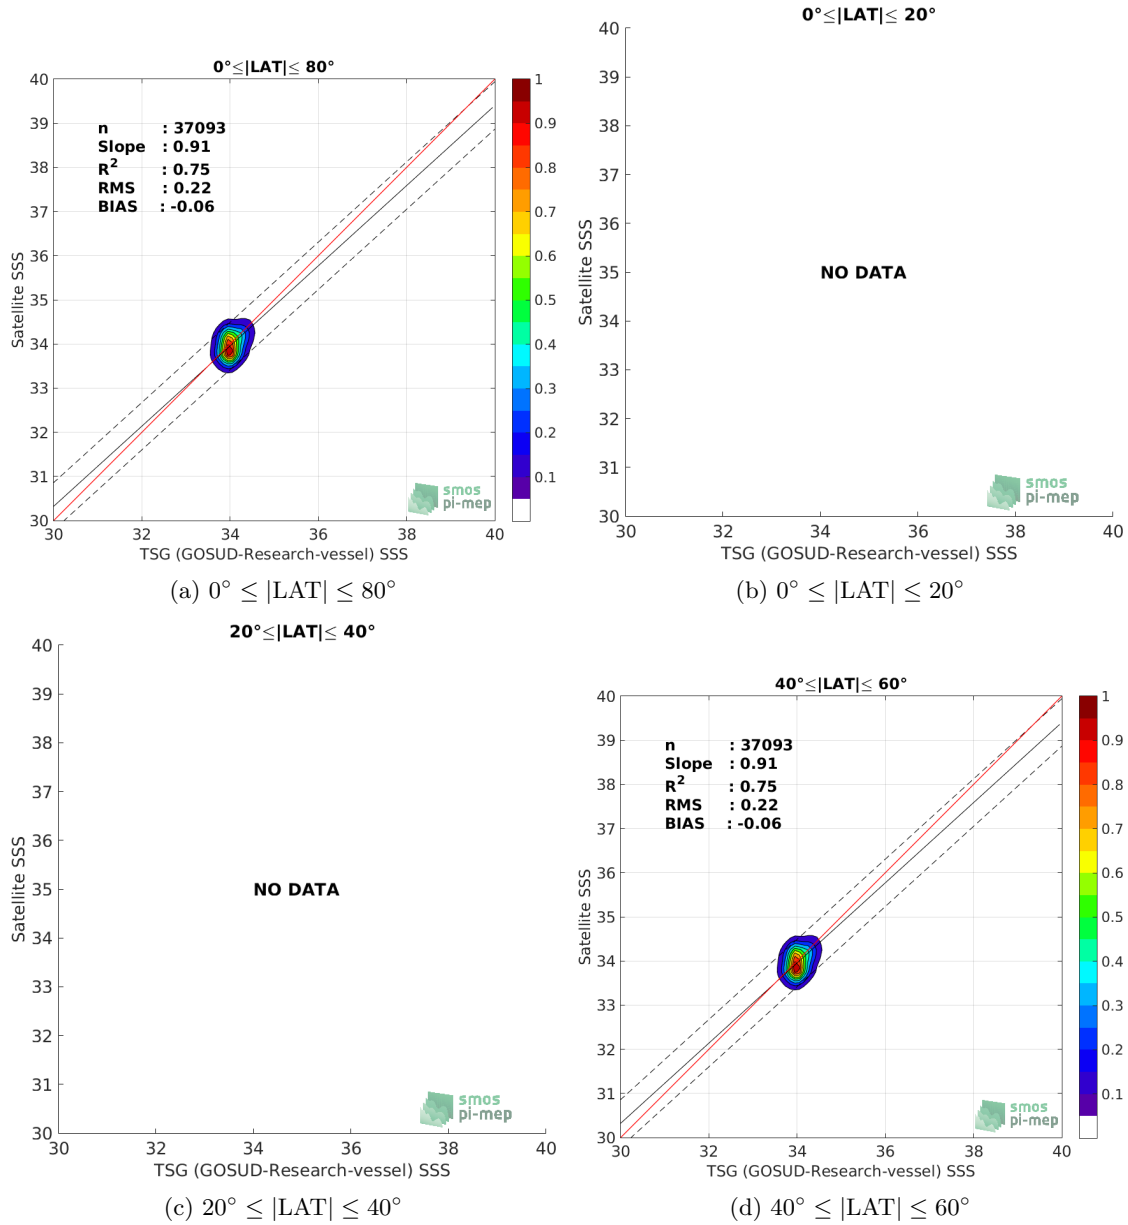 0°≤|LAT|≤ 80°
n : 37093
Slope : 0.91
R² : 0.75
RMS : 0.22
BIAS : -0.06
Satellite SSS
40
39
38
37
36
35
34
33
32
31
30
30 32 34 36 38 40
TSG (GOSUD-Research-vessel) SSS
1
0.9
0.8
0.7
0.6
0.5
0.4
0.3
0.2
0.1
smos
pi-mep
(a) 0° ≤ |LAT| ≤ 80°
0°≤|LAT|≤ 20°
NO DATA
Satellite SSS
40
39
38
37
36
35
34
33
32
31
30
30 32 34 36 38 40
TSG (GOSUD-Research-vessel) SSS
smos
pi-mep
(b) 0° ≤ |LAT| ≤ 20°
20°≤|LAT|≤ 40°
NO DATA
Satellite SSS
40
39
38
37
36
35
34
33
32
31
30
30 32 34 36 38 40
TSG (GOSUD-Research-vessel) SSS
smos
pi-mep
(c) 20° ≤ |LAT| ≤ 40°
40°≤|LAT|≤ 60°
n : 37093
Slope : 0.91
R² : 0.75
RMS : 0.22
BIAS : -0.06
Satellite SSS
40
39
38
37
36
35
34
33
32
31
30
30 32 34 36 38 40
TSG (GOSUD-Research-vessel) SSS
1
0.9
0.8
0.7
0.6
0.5
0.4
0.3
0.2
0.1
smos
pi-mep
(d) 40° ≤ |LAT| ≤ 60°